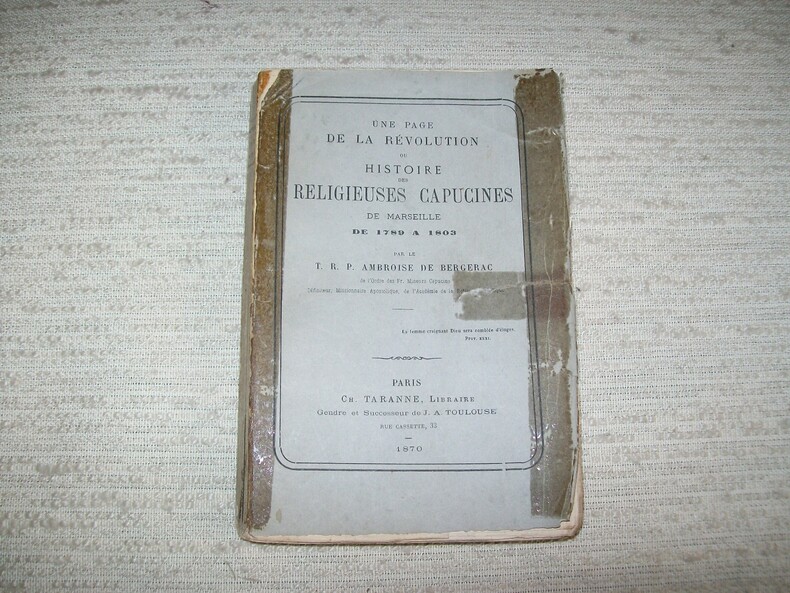 UNE PAGE
DE LA RÉVOLUTION
OU
HISTOIRE
DES
RELIGIEUSES CAPUCINES
DE MARSEILLE
DE 1789 A 1803
PAR LE
T. R. P. AMBROISE DE BERGERAC
de l'Ordre des Fr. Mineurs Capucins
Définiteur, Missionnaire Apostolique, de l'Académie de la
La femme craignant Dieu sera comblée d'éloges.
Prov. XXXI.
PARIS
CH. TARANNE, LIBRAIRE
Gendre et Successeur de J. A. TOULOUSE
RUE CASSETTE,
1870